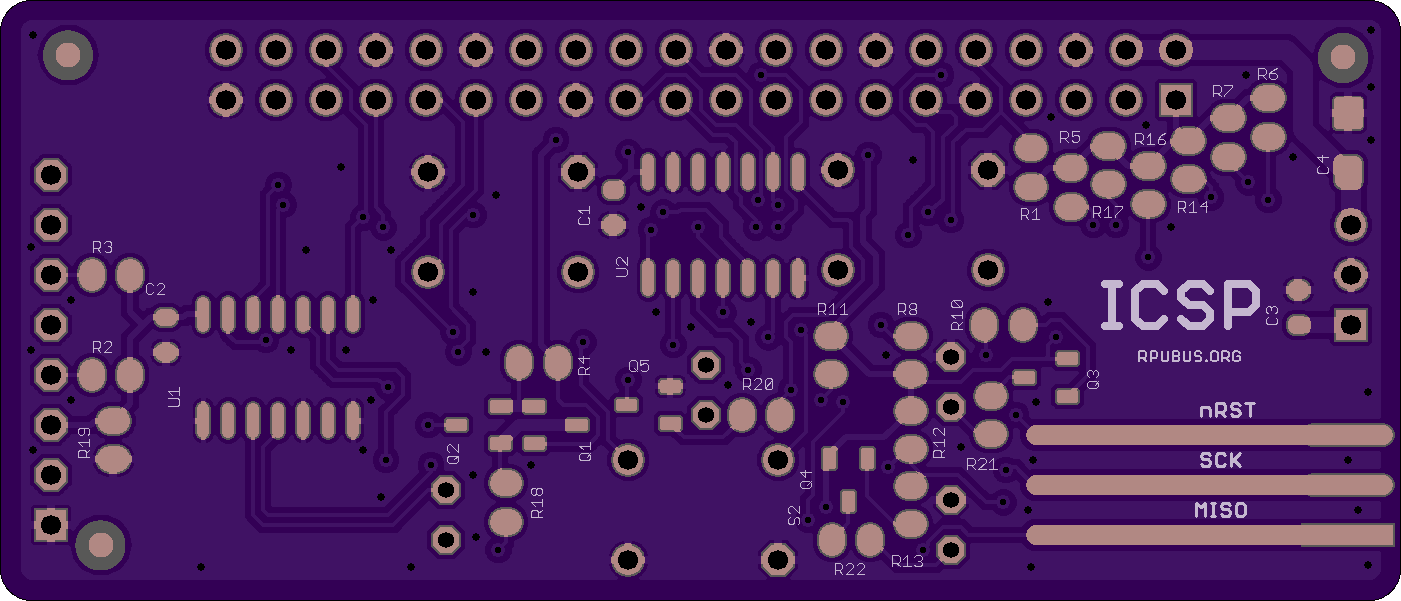 R6
R7
R5
R16
C4
R1
R17
R14
C1
U2
R3
C2
ICSP
C3
R11
R8
R10
RPUBUS.ORG
R2
R4
Q5
R20
Q3
U1
nRST
R19
Q2
Q1
R12
R21
SCK
Q4
R18
S2
MISO
R22
R13